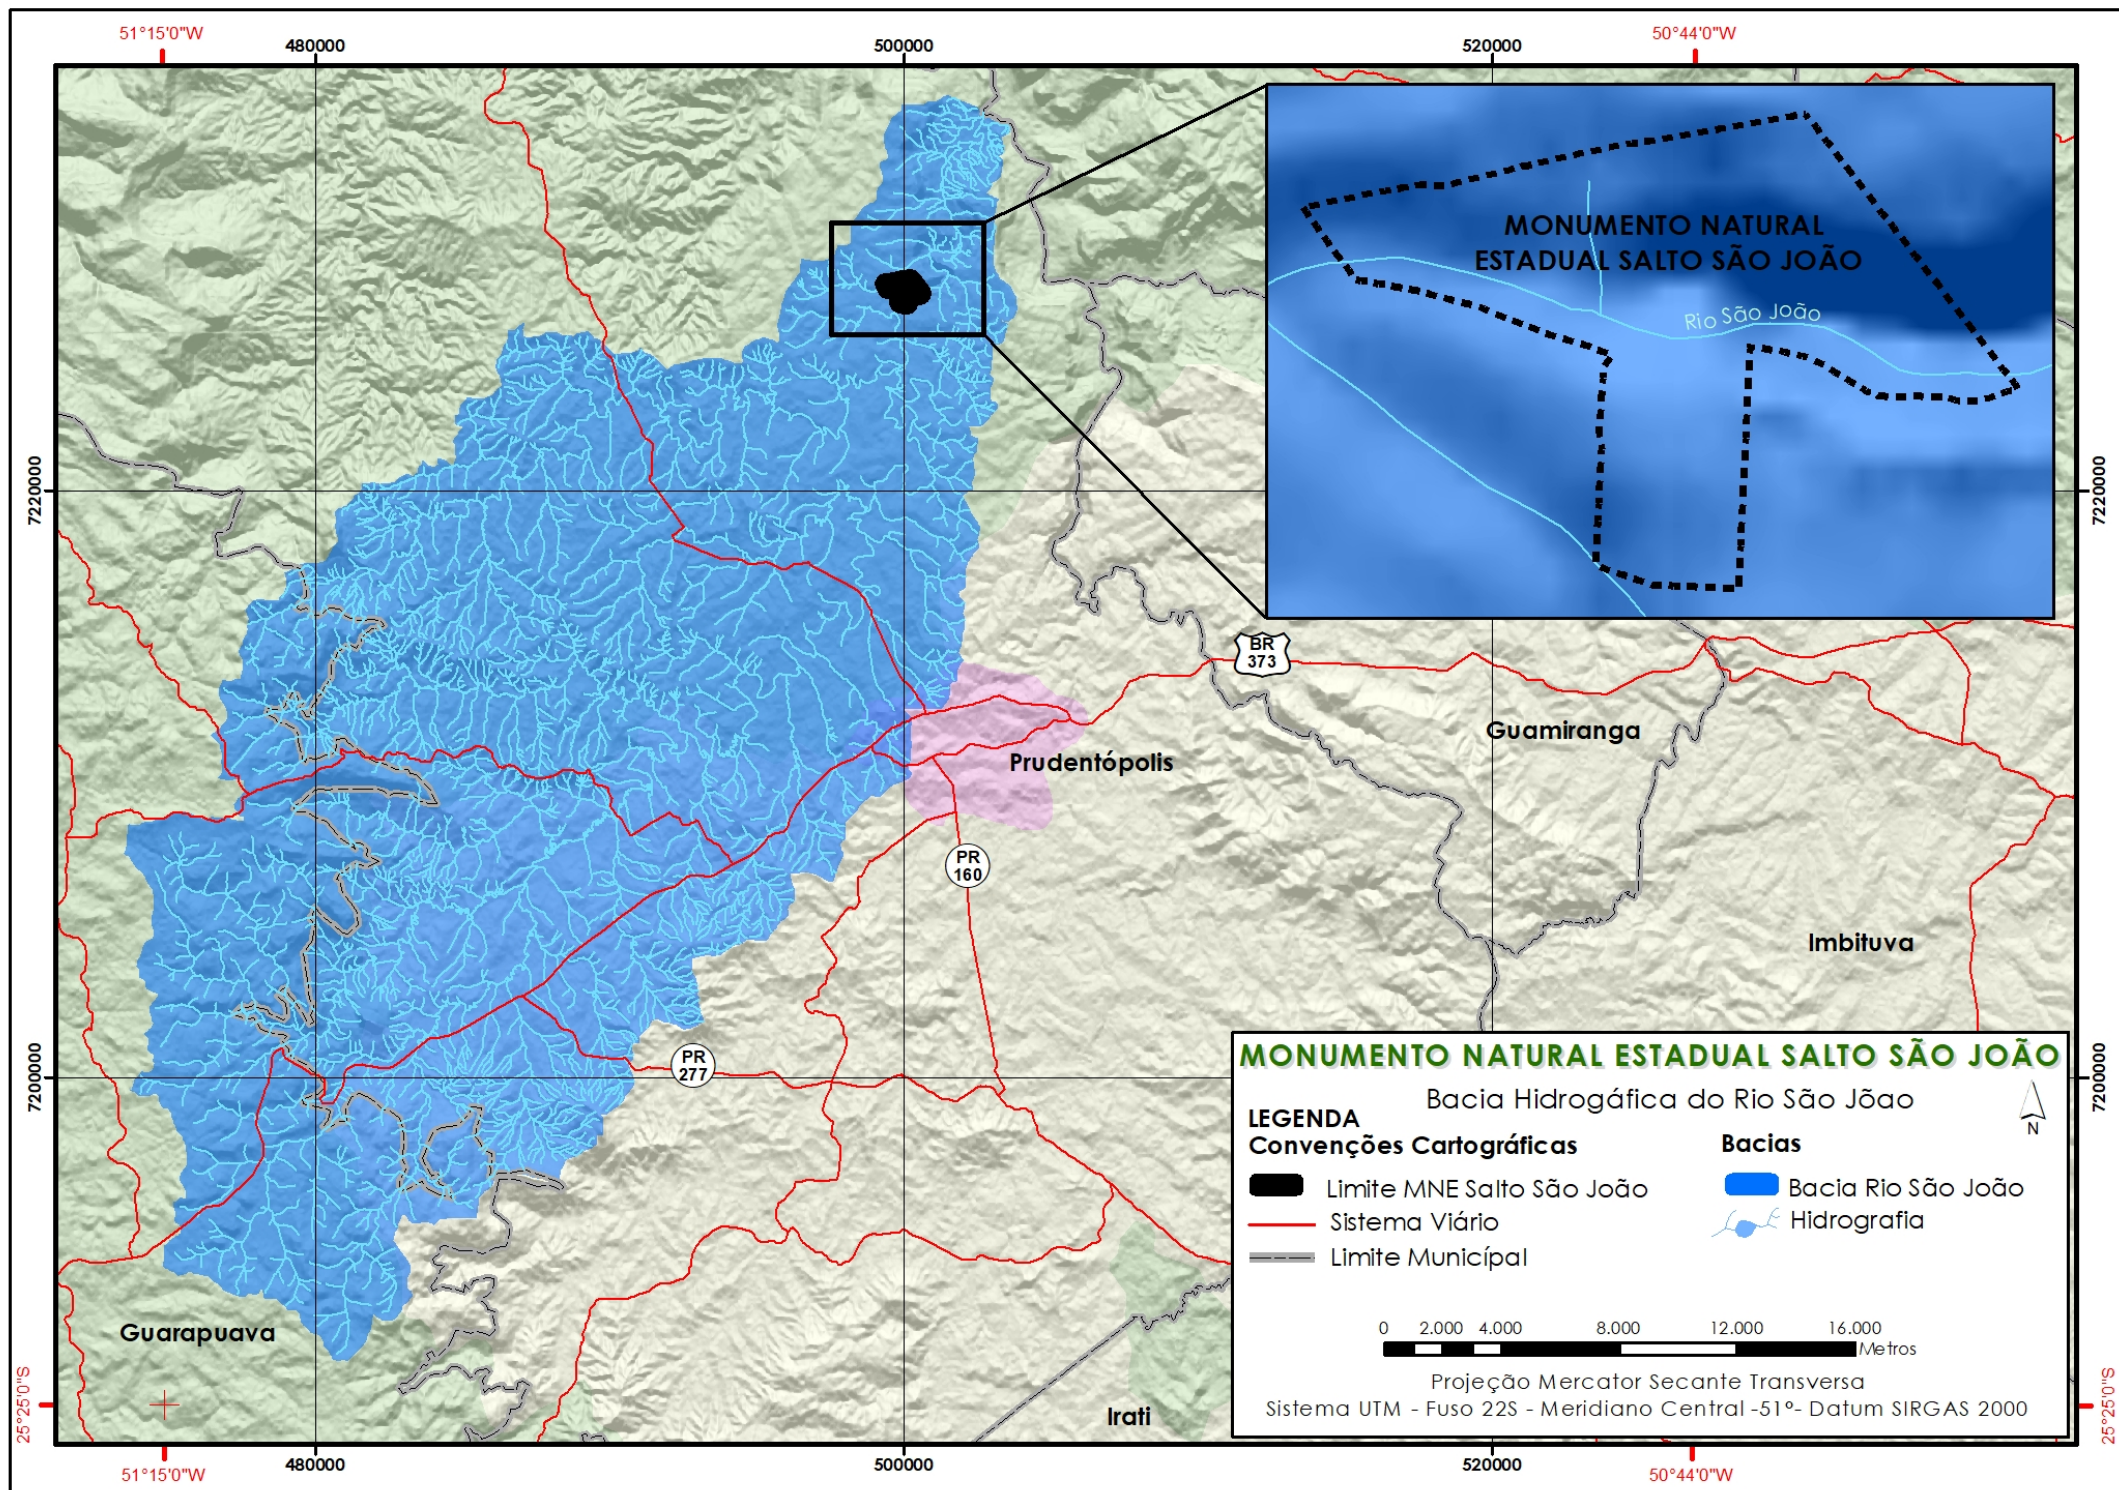 51°15'0"W
50°44'0"W
480000
500000
520000
MONUMENTO NATURAL
ESTADUAL SALTO SÃO JOÃO
Rio São João
7220000
7220000
BR
373
Guamiranga
Prudentópolis
PR
160
Imbituva
PR
277
7200000
7200000
MONUMENTO NATURAL ESTADUAL SALTO SÃO JOÃO
Bacia Hidrogáfica do Rio São Jõao
N
LEGENDA
Convenções Cartográficas
Bacias
Limite MNE Salto São João
Bacia Rio São João
Sistema Viário
Hidrografia
Limite Municípal
0 2.000 4.000 8.000 12.000 16.000
Metros
Projeção Mercator Secante Transversa
Sistema UTM - Fuso 22S - Meridiano Central -51º- Datum SIRGAS 2000
Guarapuava
Irati
25°25'0"S
25°25'0"S
480000
500000
520000
51°15'0"W
50°44'0"W